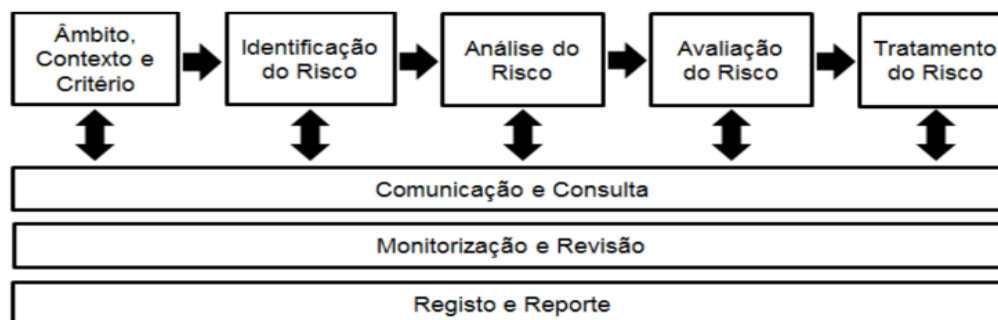 Âmbito,
Contexto e
Critério
Identificação
do Risco
Análise do
Risco
Avaliação
do Risco
Tratamento
do Risco
Comunicação e Consulta
Monitorização e Revisão
Registo e Reporte